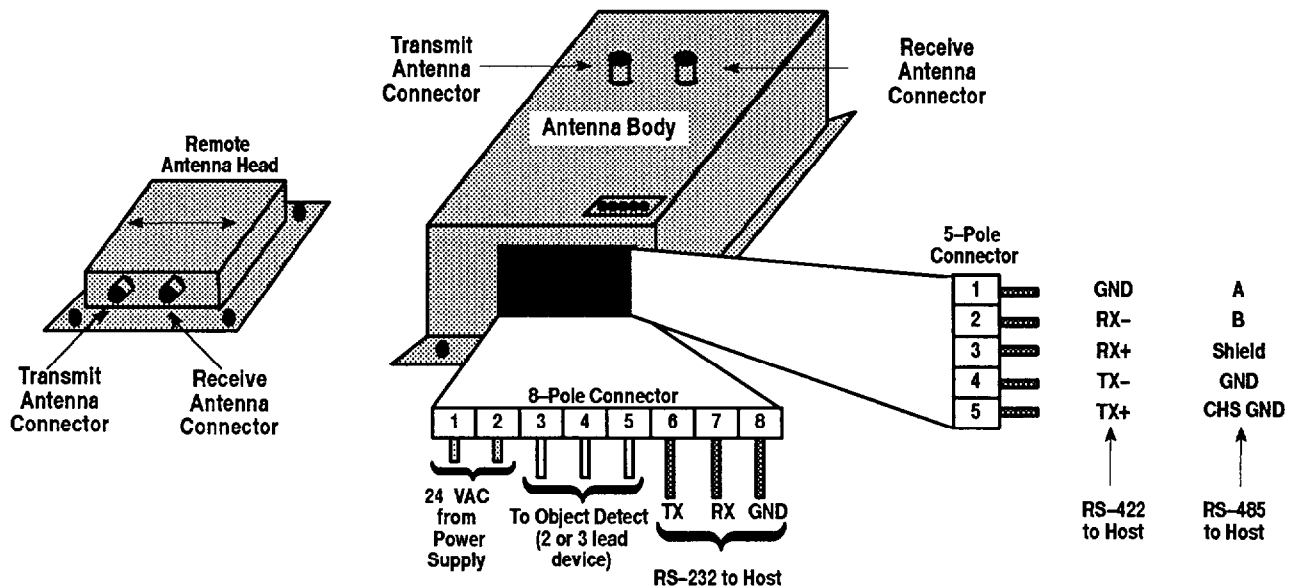 Transmit
Antenna
Connector
Receive
Antenna
Connector
Antenna Body
Remote
Antenna Head
Transmit
Antenna
Connector
Receive
Antenna
Connector
5–Pole
Connector
1 GND A
2 RX– B
3 RX+ Shield
4 TX– GND
5 TX+ CHS GND
RS–422
to Host
RS–485
to Host
8–Pole Connector
1 2 3 4 5 6 7 8
24 VAC
from
Power
Supply
To Object Detect
(2 or 3 lead
device)
TX RX GND
RS–232 to Host